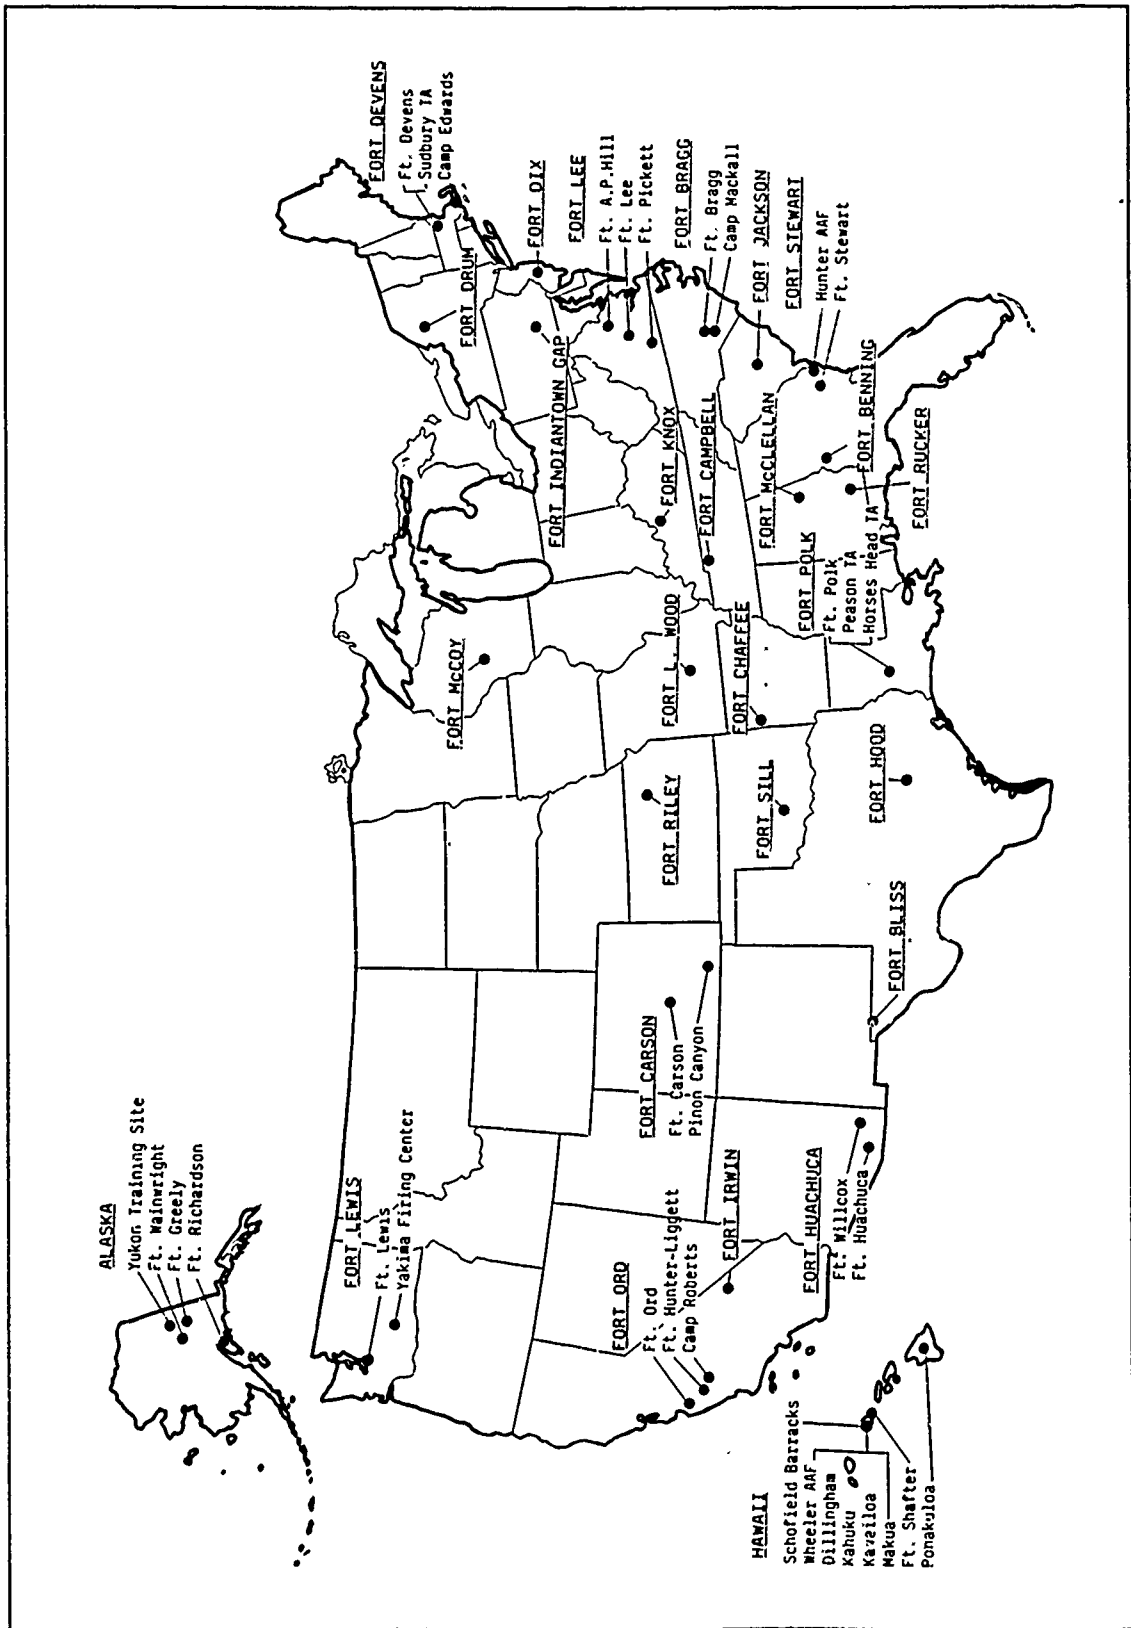 ALASKA
Yukon Training Site
Ft. Wainwright
Ft. Greely
Ft. Richardson
FORT LEWIS
Ft. Lewis
Yakima Firing Center
FORT ORD
Ft. Ord
Ft. Hunter-Liggett
Camp Roberts
FORT IRWIN
FORT HUACHUCA
Ft. Willcox
Ft. Huachuca
HAWAII
Schofield Barracks
Wheeler AAF
Dillingham
Kahuku
Makua
Ft. Shafter
Ponakuloa
FORT CARSON
Ft. Carson
Pinon Canyon
FORT BLISS
FORT RILEY
FORT SILL
FORT HOOD
FORT McCOY
FORT L. WOOD
FORT CHAFFEE
FORT POLK
Ft. Polk
Peason TA
Horses Head TA
FORT INDIANTOWN GAP
FORT KNOX
FORT CAMPBELL
FORT McCLELLAN
FORT BENNING
FORT RUCKER
FORT DRUM
FORT DEVENS
Ft. Devens
Sudbury TA
Camp Edwards
FORT DIX
FORT LEE
Ft. A.P.Hill
Ft. Lee
Ft. Pickett
FORT BRAGG
Ft. Bragg
Camp Mackall
FORT JACKSON
FORT STEWART
Hunter AAF
Ft. Stewart